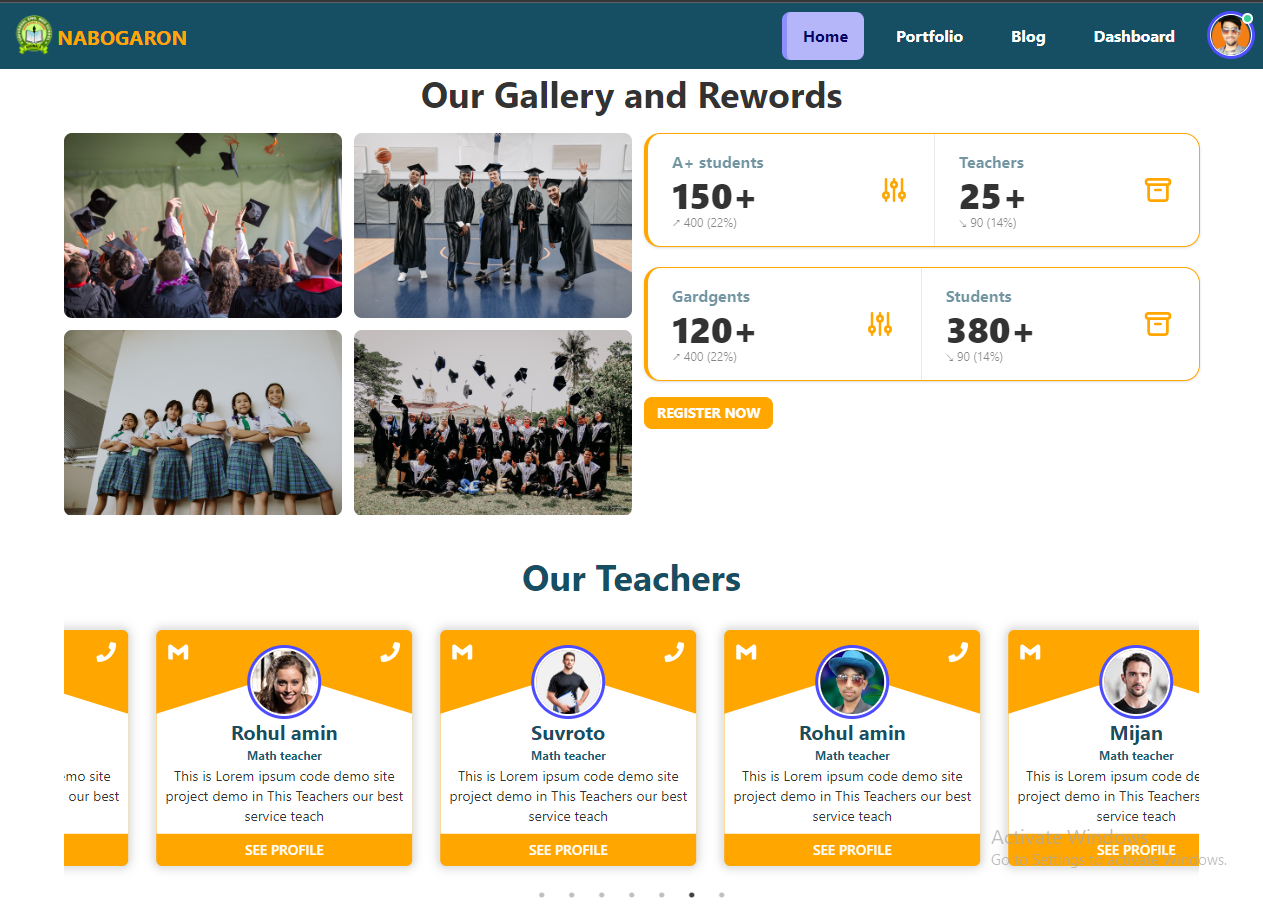 NABOGARON
Home
Portfolio
Blog
Dashboard
Our Gallery and Rewords
A+ students
150+
↗ 400 (22%)
Teachers
25+
↘ 90 (14%)
Gardgents
120+
↗ 400 (22%)
Students
380+
↘ 90 (14%)
REGISTER NOW
Our Teachers
emo site
our best
Rohul amin
Math teacher
This is Lorem ipsum code demo site
project demo in This Teachers our best
service teach
SEE PROFILE
Suvroto
Math teacher
This is Lorem ipsum code demo site
project demo in This Teachers our best
service teach
SEE PROFILE
Rohul amin
Math teacher
This is Lorem ipsum code demo site
project demo in This Teachers our best
service teach
SEE PROFILE
Mijan
Math teacher
This is Lorem ipsum code de
project demo in This Teachers
service teach
SEE PROFILE
Activate Windows
Go to Settings to activate Windows.